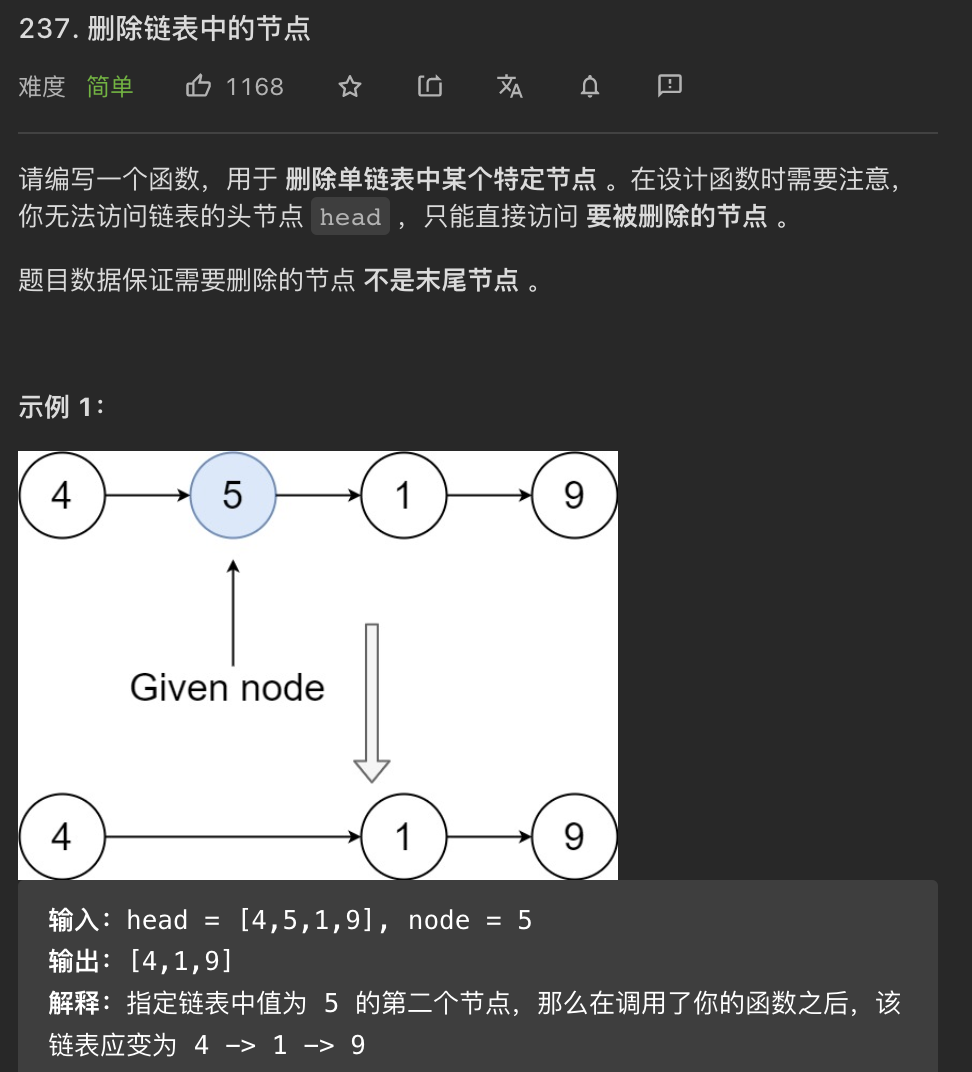 237. 删除链表中的节点
难度 简单 1168
请编写一个函数，用于 删除单链表中某个特定节点 。在设计函数时需要注意，
你无法访问链表的头节点 head ，只能直接访问 要被删除的节点 。
题目数据保证需要删除的节点 不是末尾节点 。
示例 1：
4 5 1 9
Given node
4 1 9
输入：head = [4,5,1,9], node = 5
输出：[4,1,9]
解释：指定链表中值为 5 的第二个节点，那么在调用了你的函数之后，该
链表应变为 4 -> 1 -> 9